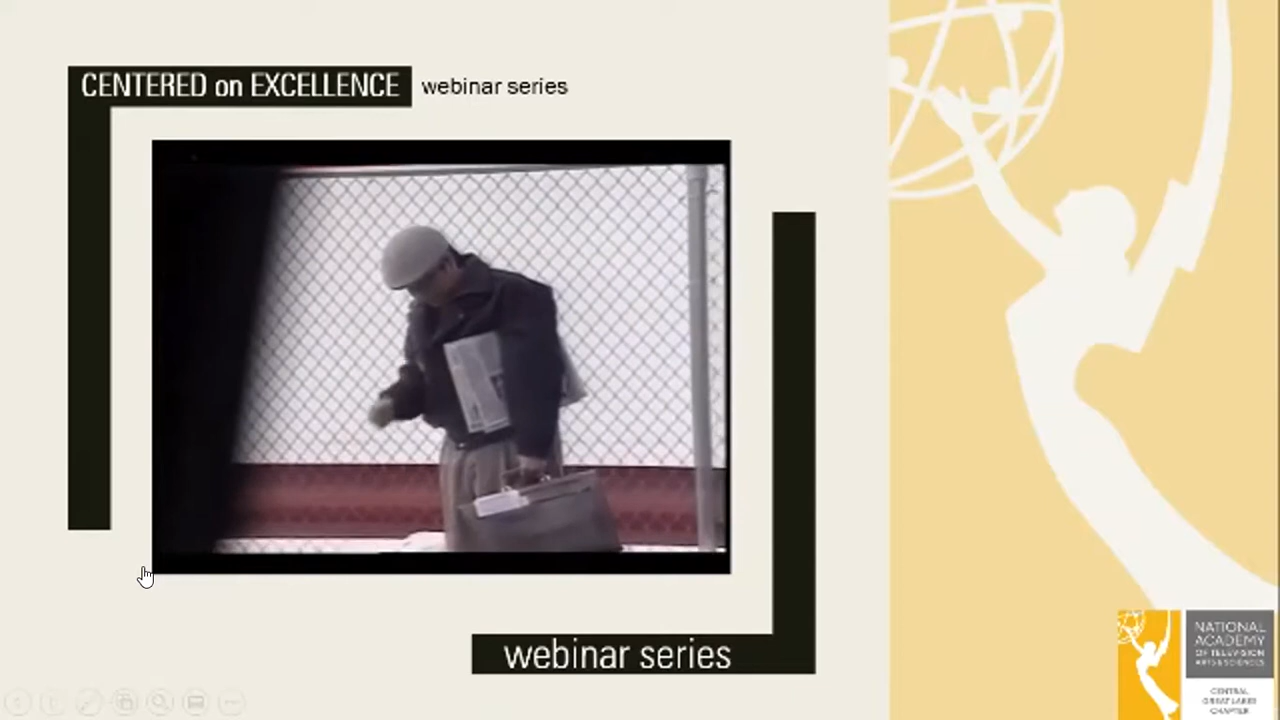 CENTERED on EXCELLENCE webinar series
webinar series
NATIONAL
ACADEMY
OF TELEVISION
ARTS & SCIENCES
CENTRAL
GREAT LAKES
CHAPTER